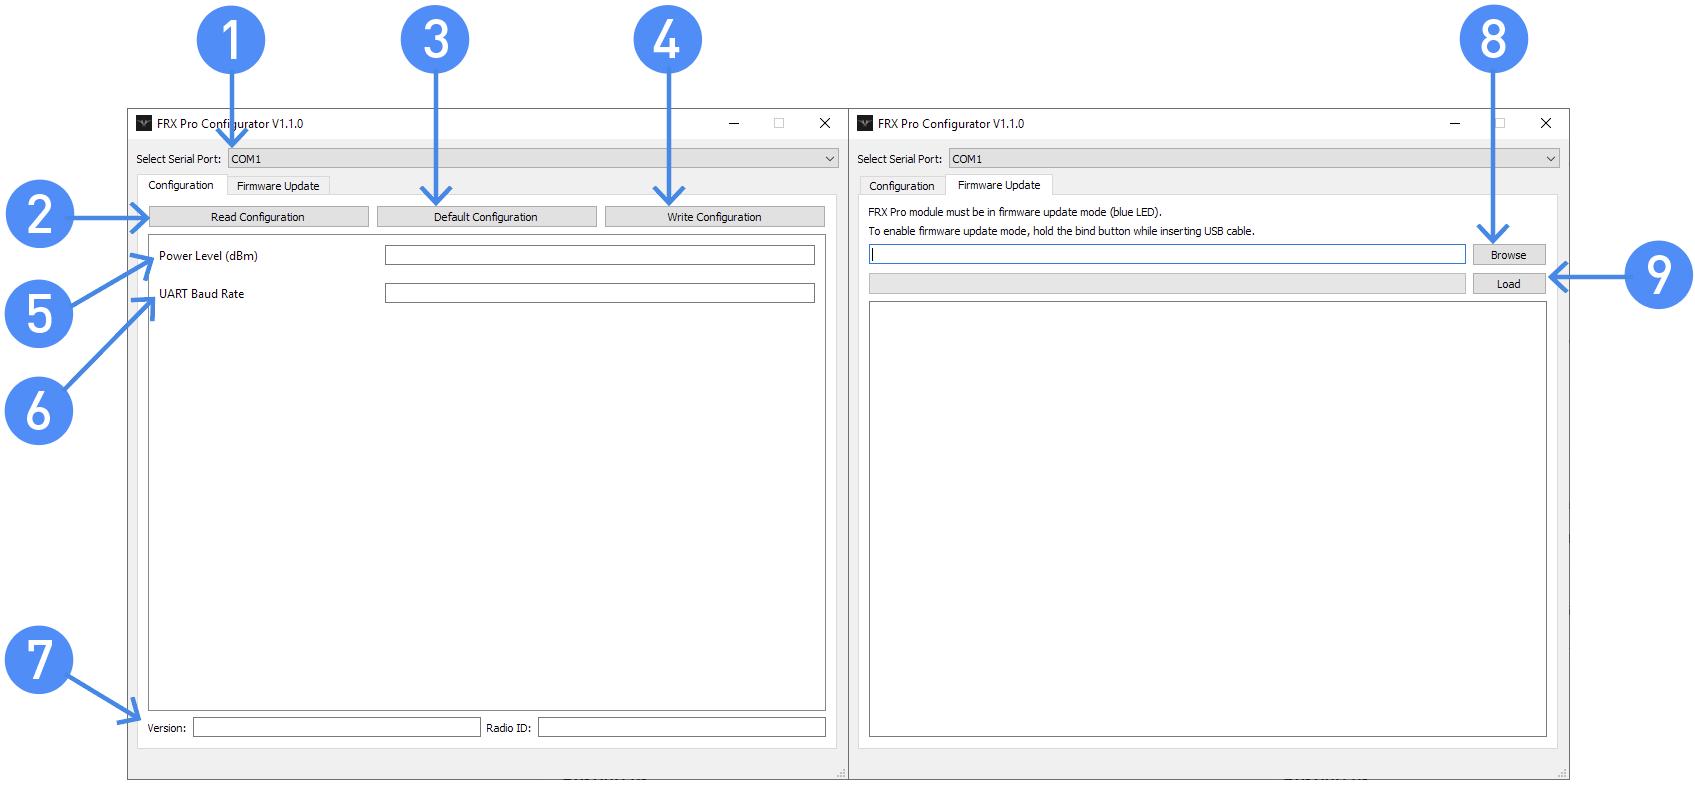 1
3
4
8
FRX Pro Configurator V1.1.0
Select Serial Port: COM1
Configuration Firmware Update
2
Read Configuration Default Configuration Write Configuration
Power Level (dBm)
5
UART Baud Rate
6
7
Version: Radio ID:
FRX Pro Configurator V1.1.0
Select Serial Port: COM1
Configuration Firmware Update
FRX Pro module must be in firmware update mode (blue LED).
To enable firmware update mode, hold the bind button while inserting USB cable.
Browse
Load
9